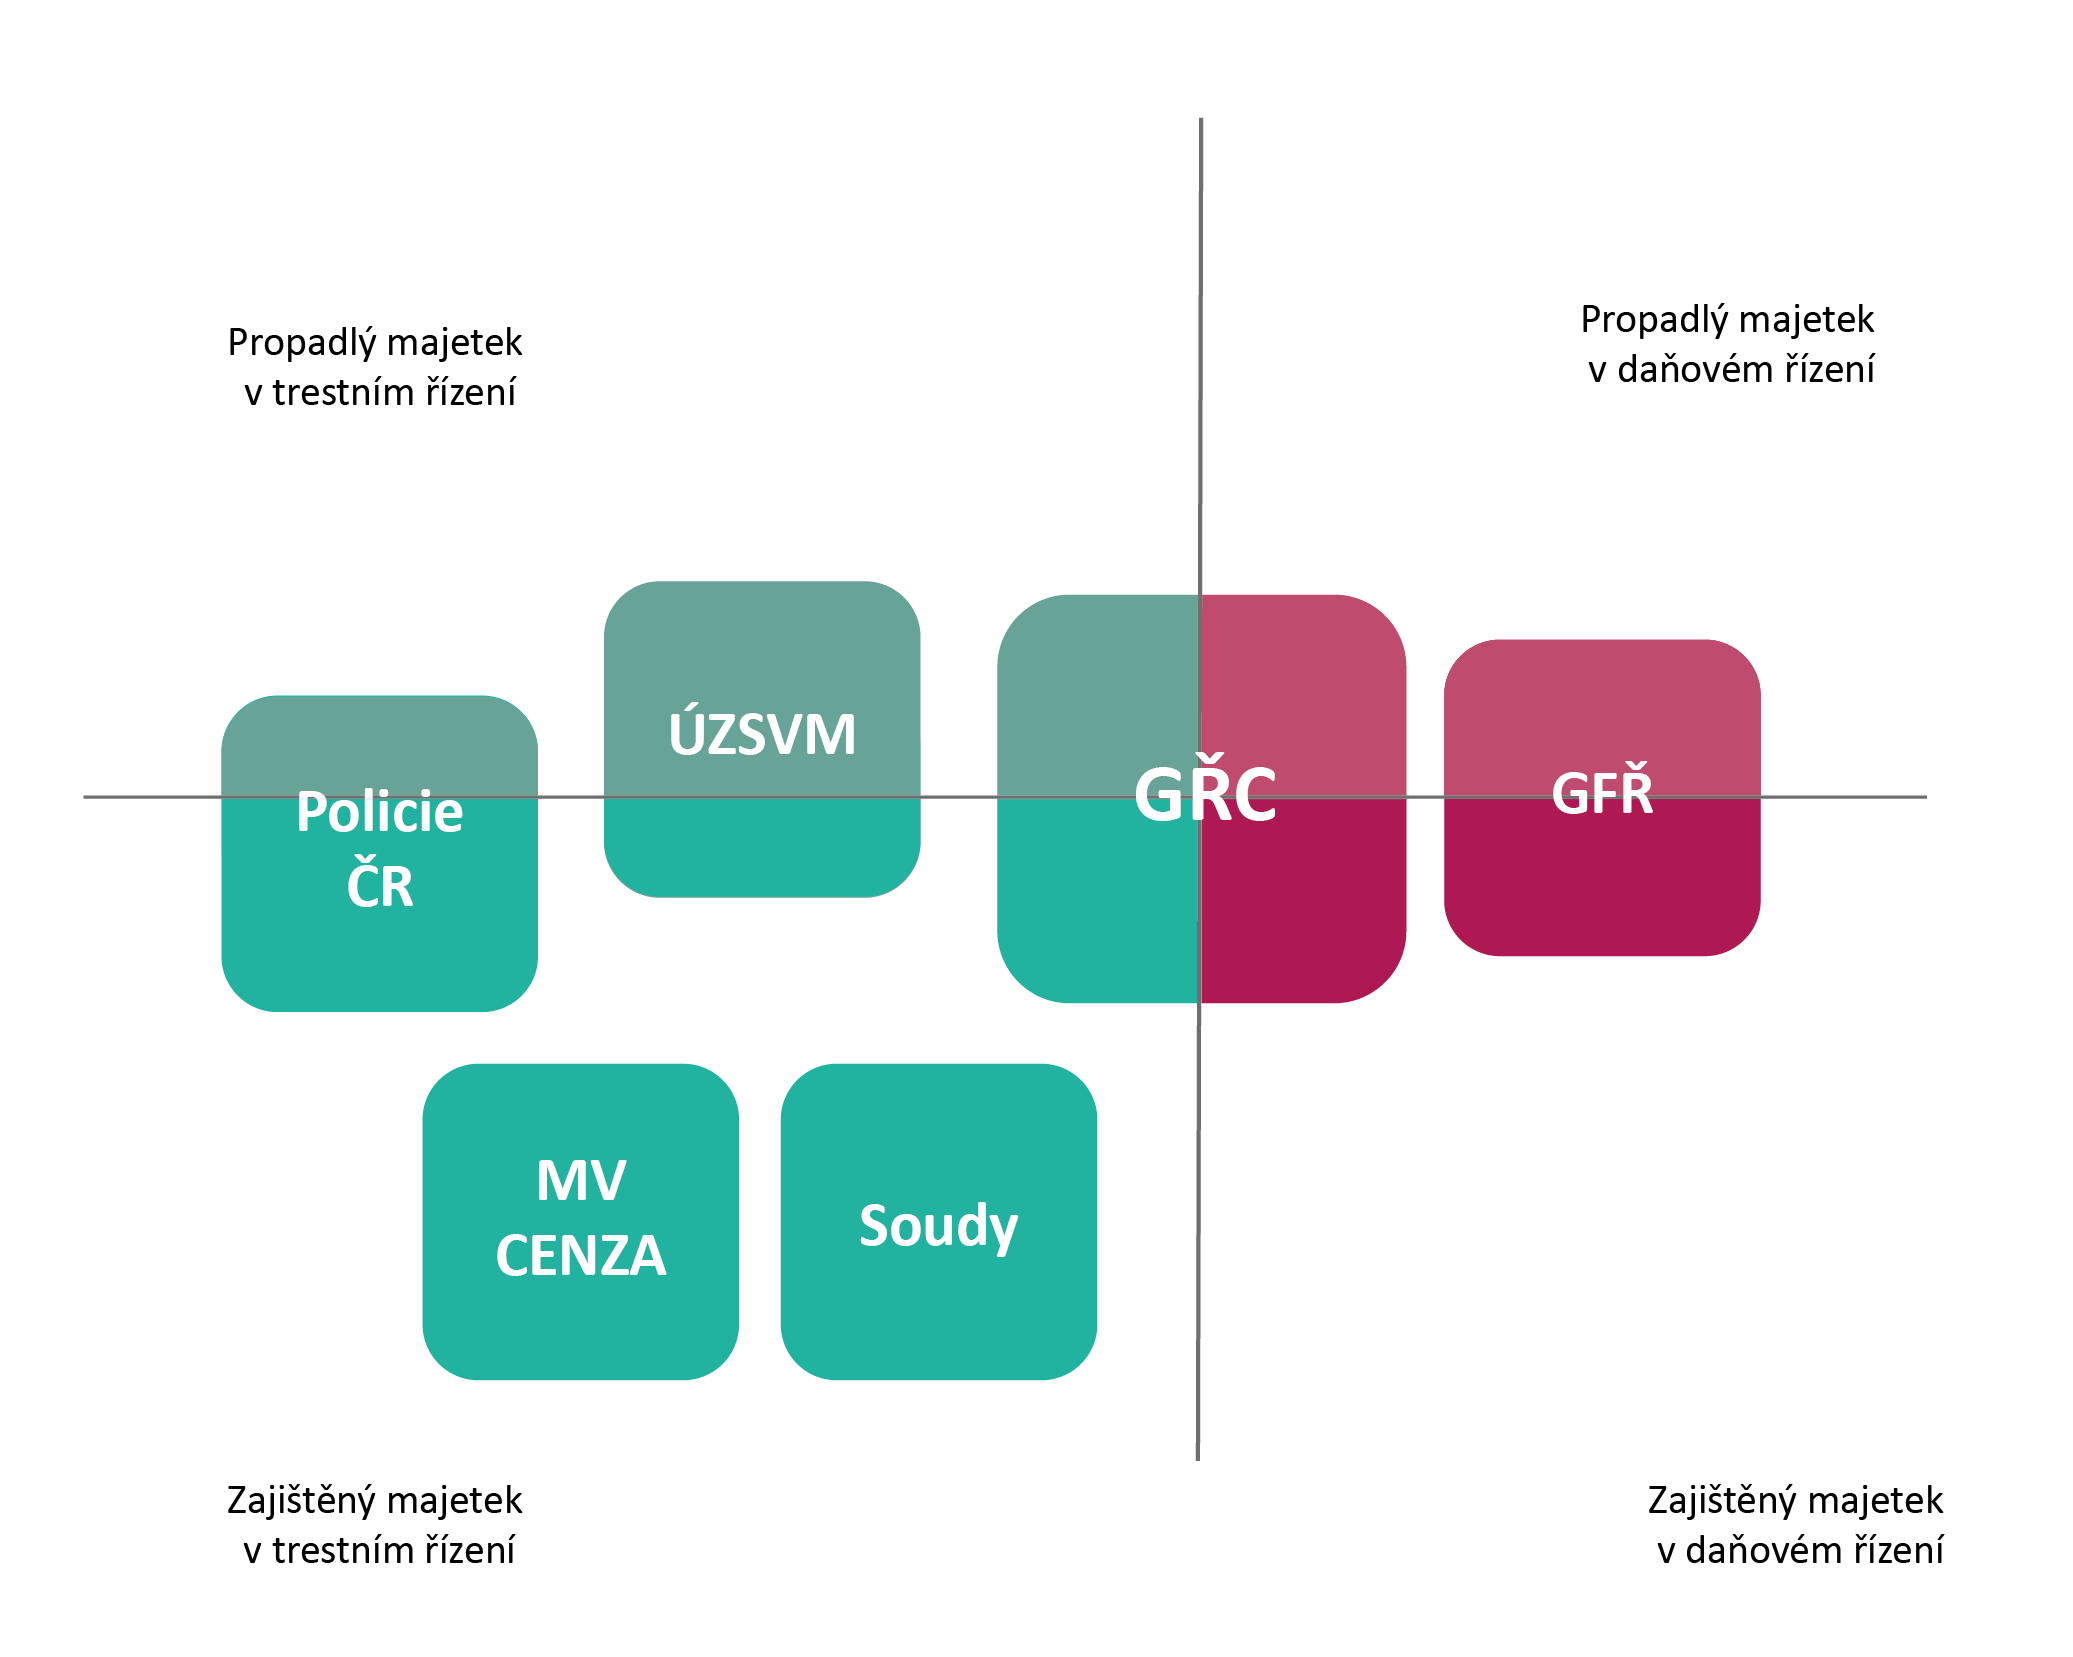 Propadlý majetek
v trestním řízení
Propadlý majetek
v daňovém řízení
Policie
ČR
ÚZSVM
GŘC
GFŘ
MV
CENZA
Soudy
Zajištěný majetek
v trestním řízení
Zajištěný majetek
v daňovém řízení